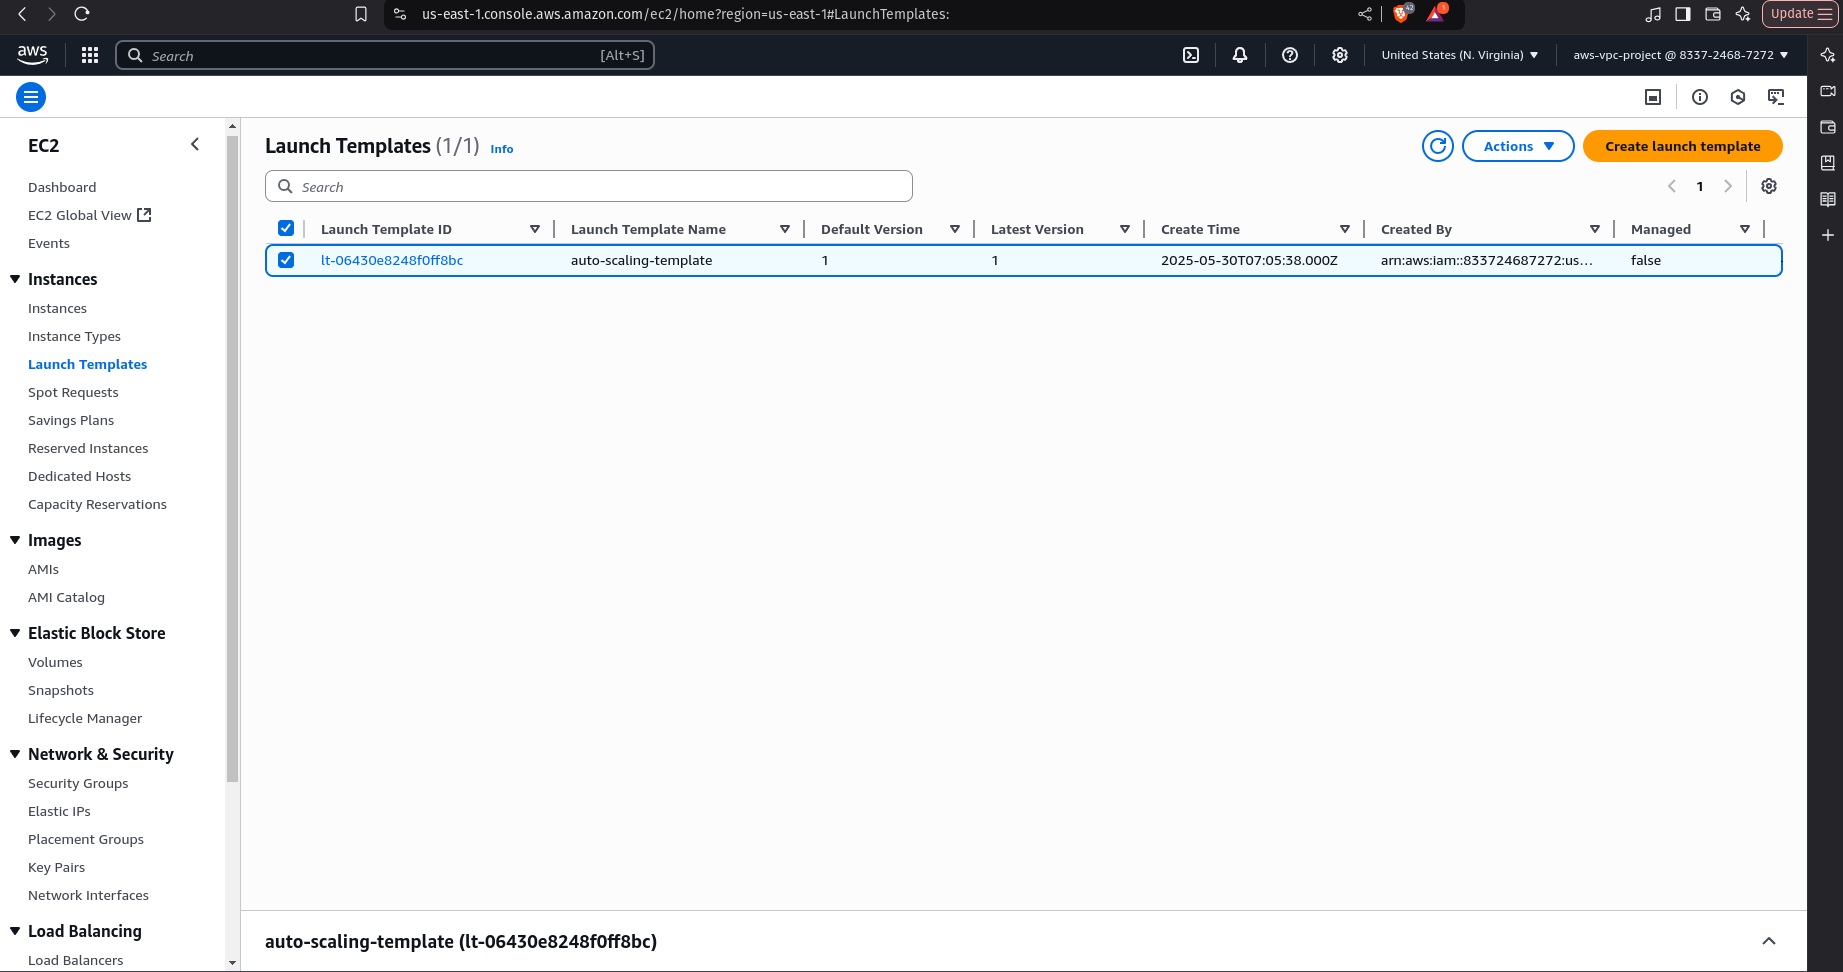 us-east-1.console.aws.amazon.com/ec2/home?region=us-east-1#LaunchTemplates:
42
1
Update
aws
Search
[Alt+S]
United States (N. Virginia)
aws-vpc-project @ 8337-2468-7272
EC2
Dashboard
EC2 Global View
Events
Instances
Instances
Instance Types
Launch Templates
Spot Requests
Savings Plans
Reserved Instances
Dedicated Hosts
Capacity Reservations
Images
AMIs
AMI Catalog
Elastic Block Store
Volumes
Snapshots
Lifecycle Manager
Network & Security
Security Groups
Elastic IPs
Placement Groups
Key Pairs
Network Interfaces
Load Balancing
Load Balancers
Launch Templates (1/1) Info
Actions
Create launch template
Search
1
Launch Template ID Launch Template Name Default Version Latest Version Create Time Created By Managed
lt-06430e8248f0ff8bc auto-scaling-template 1 1 2025-05-30T07:05:38.000Z arn:aws:iam::833724687272:us... false
auto-scaling-template (lt-06430e8248f0ff8bc)